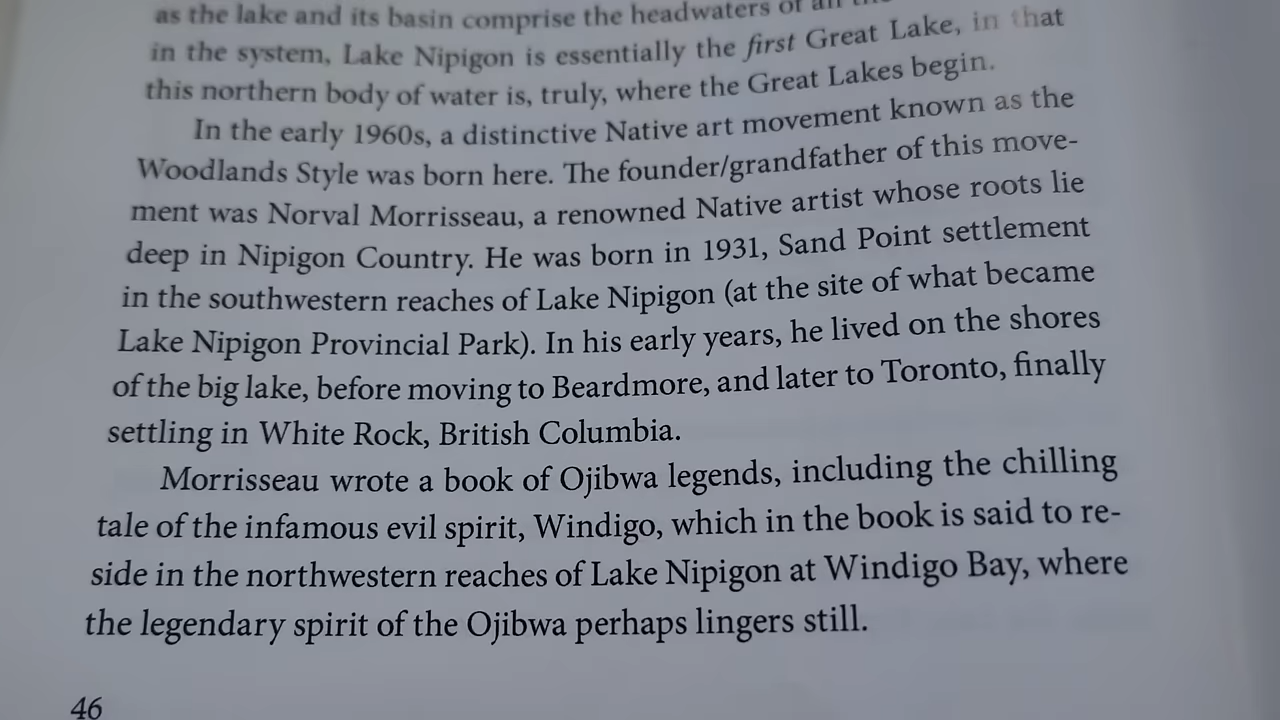 as the lake and its basin comprise the headwaters of all the
in the system, Lake Nipigon is essentially the first Great Lake, in that
this northern body of water is, truly, where the Great Lakes begin.
In the early 1960s, a distinctive Native art movement known as the
Woodlands Style was born here. The founder/grandfather of this move-
ment was Norval Morrisseau, a renowned Native artist whose roots lie
deep in Nipigon Country. He was born in 1931, Sand Point settlement
in the southwestern reaches of Lake Nipigon (at the site of what became
Lake Nipigon Provincial Park). In his early years, he lived on the shores
of the big lake, before moving to Beardmore, and later to Toronto, finally
settling in White Rock, British Columbia.
Morrisseau wrote a book of Ojibwa legends, including the chilling
tale of the infamous evil spirit, Windigo, which in the book is said to re-
side in the northwestern reaches of Lake Nipigon at Windigo Bay, where
the legendary spirit of the Ojibwa perhaps lingers still.
46